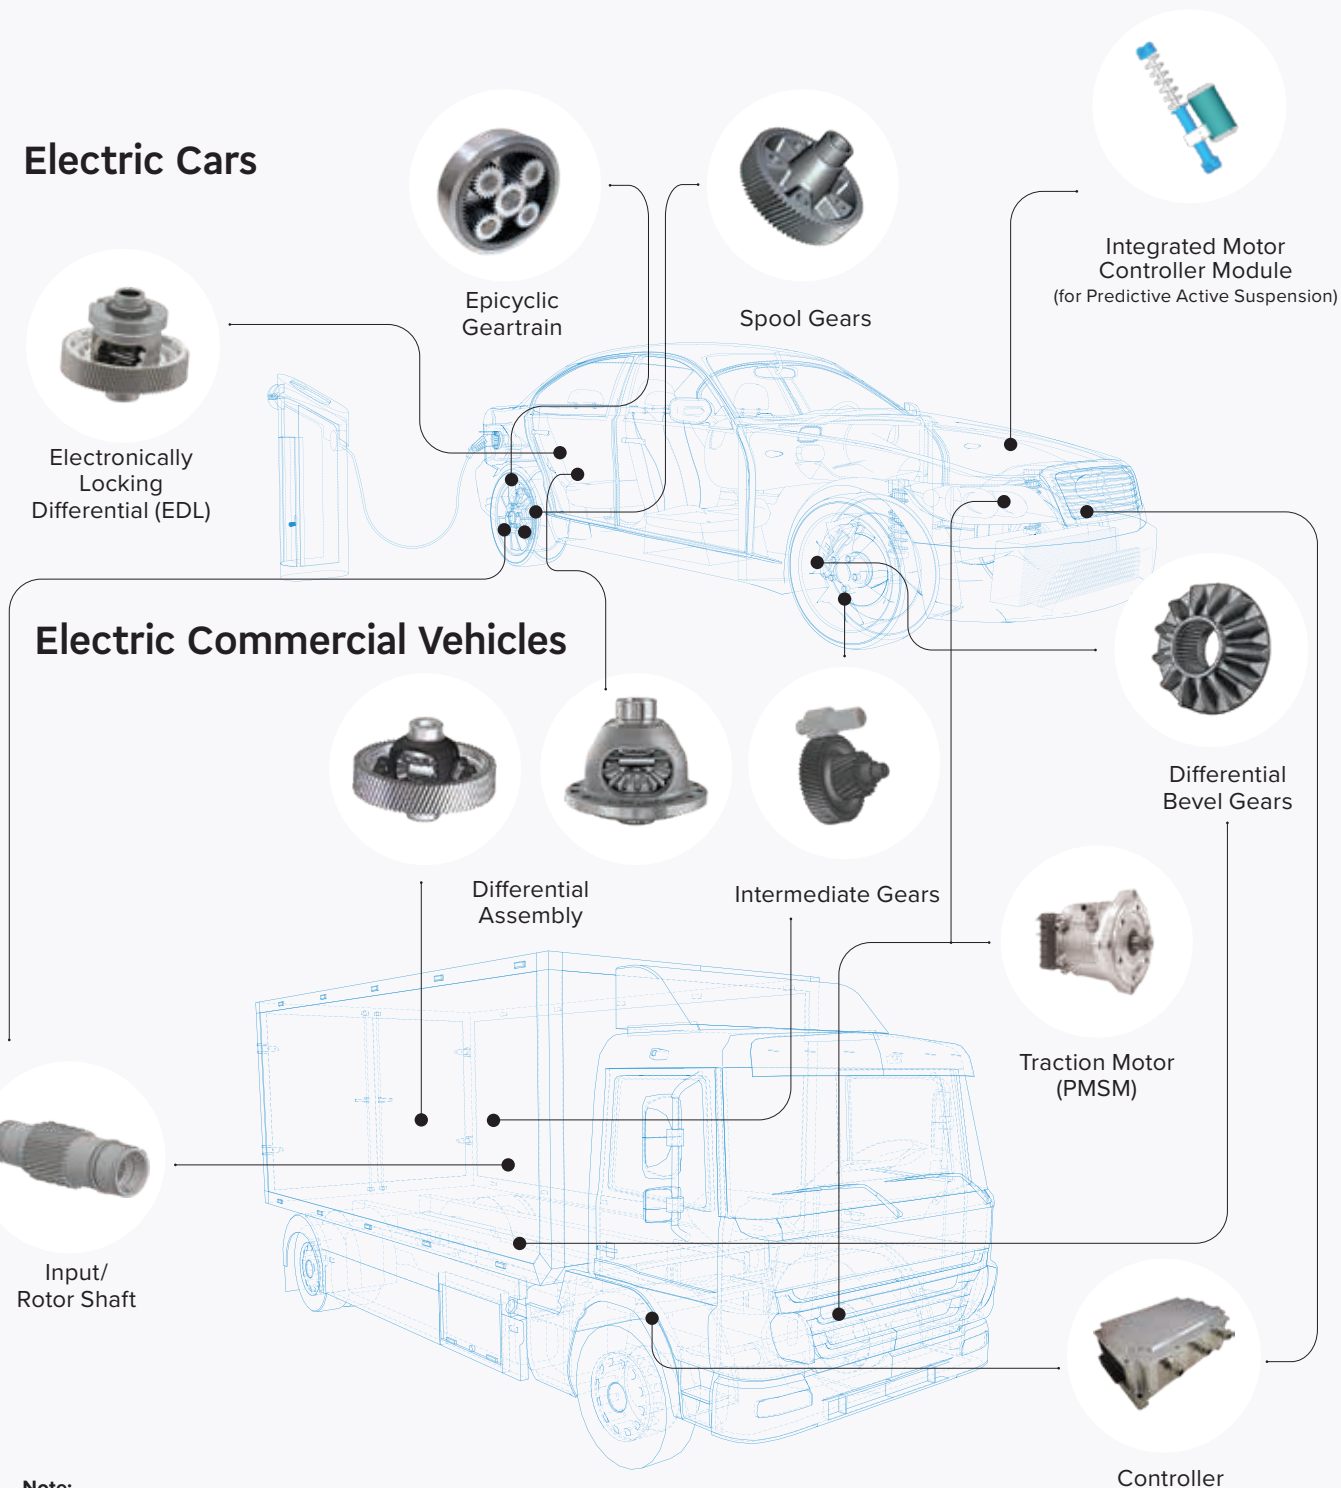 Electric Cars
Epicyclic
Geartrain
Spool Gears
Integrated Motor
Controller Module
(for Predictive Active Suspension)
Electronically
Locking
Differential (EDL)
Electric Commercial Vehicles
Differential
Bevel Gears
Differential
Assembly
Intermediate Gears
Traction Motor
(PMSM)
Input/
Rotor Shaft
Controller
Note: